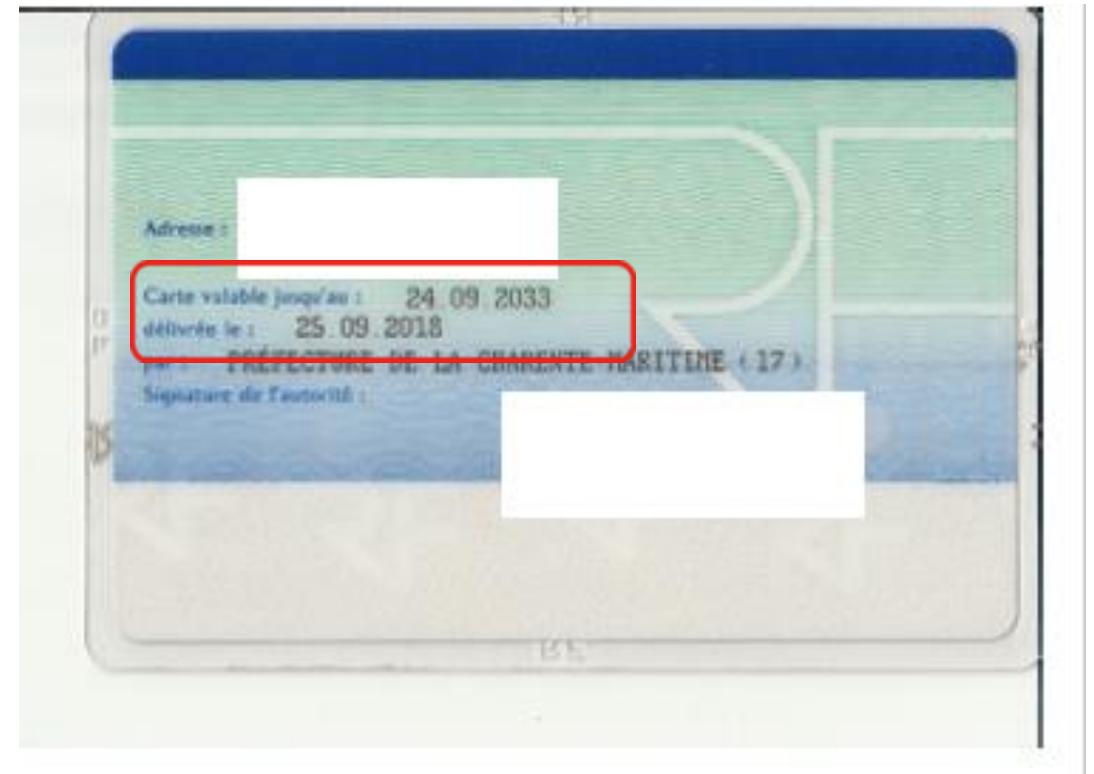 Adresse :
Carte valable jusqu'au : 24.09.2033
délivrée le : 25.09.2018
par : PRÉFECTURE DE LA CHARENTE MARITIME (17)
Signature de l'autorité :
RF